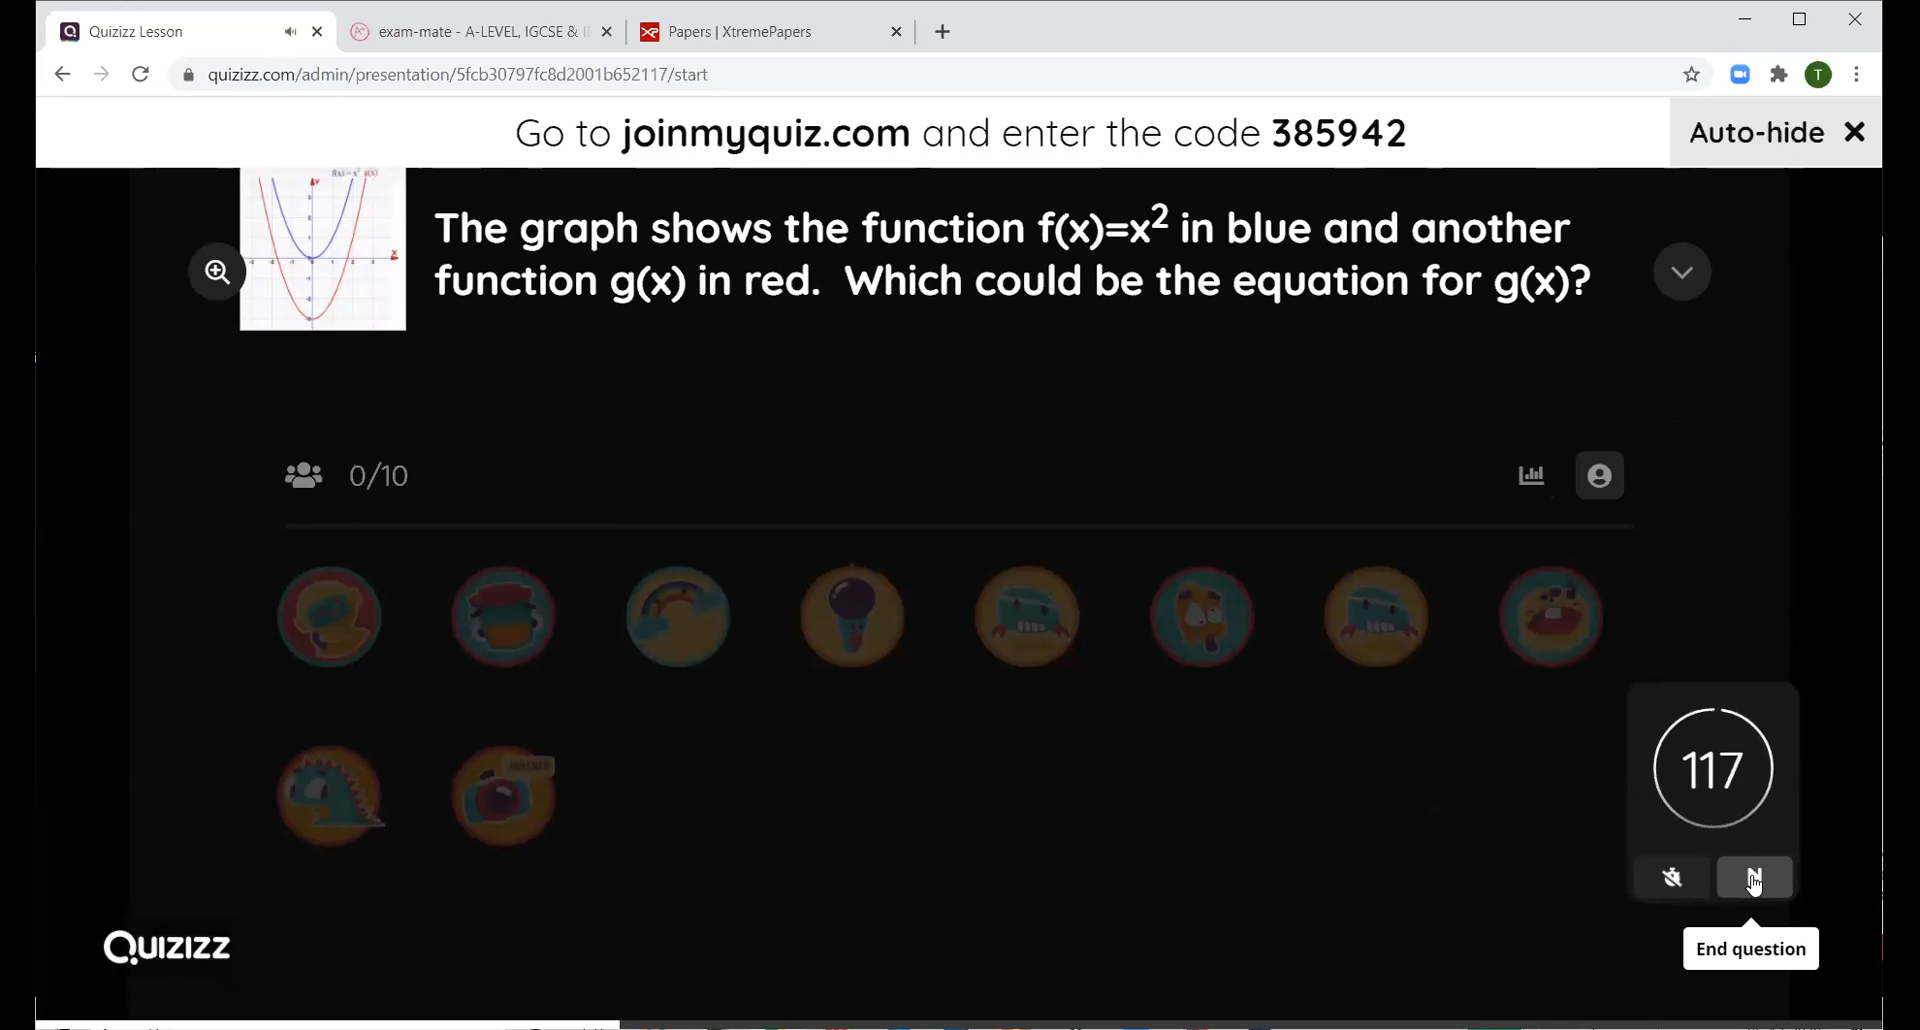 Quizizz Lesson
exam-mate - A-LEVEL, IGCSE & I
Papers | XtremePapers
quizizz.com/admin/presentation/5fcb30797fc8d2001b652117/start
T
Go to joinmyquiz.com and enter the code 385942
Auto-hide
f(x)=x² g(x)
y
x
The graph shows the function f(x)=x² in blue and another
function g(x) in red. Which could be the equation for g(x)?
0/10
117
Quizizz
End question